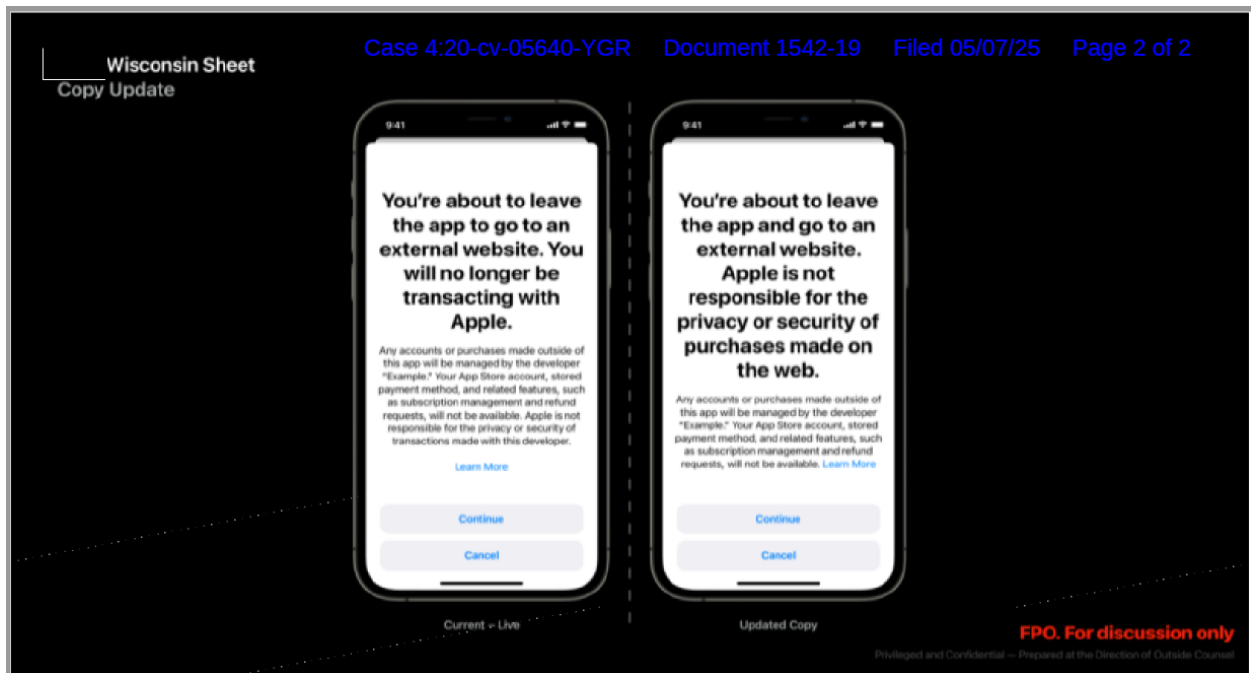 Case 4:20-cv-05640-YGR Document 1542-19 Filed 05/07/25 Page 2 of 2
Wisconsin Sheet
Copy Update
9:41
You're about to leave
the app to go to an
external website. You
will no longer be
transacting with
Apple.
Any accounts or purchases made outside of
this app will be managed by the developer
"Example." Your App Store account, stored
payment method, and related features, such
as subscription management and refund
requests, will not be available. Apple is not
responsible for the privacy or security of
transactions made with this developer.
Learn More
Continue
Cancel
Current – Live
9:41
You're about to leave
the app and go to an
external website.
Apple is not
responsible for the
privacy or security of
purchases made on
the web.
Any accounts or purchases made outside of
this app will be managed by the developer
"Example." Your App Store account, stored
payment method, and related features, such
as subscription management and refund
requests, will not be available. Learn More
Continue
Cancel
Updated Copy
FPO. For discussion only
Privileged and Confidential — Prepared at the Direction of Outside Counsel